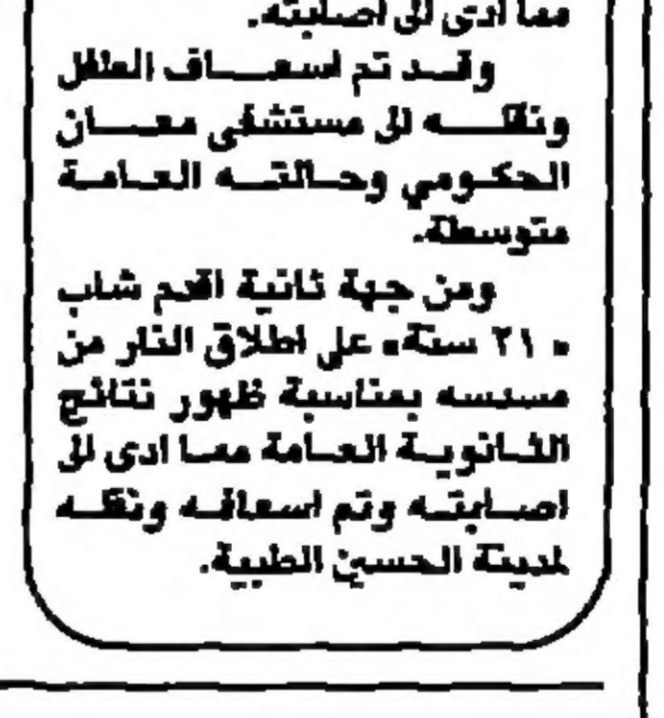 مما أدى الى اصابته.
وقد تم اسعاف الطفل
ونقله الى مستشفى معان
الحكومي وحالته العامة
متوسطة.
ومن جهة ثانية اقدم شاب
« ٢١ سنة » على اطلاق النار من
مسدسه بمناسبة ظهور نتائج
الثانوية العامة مما ادى الى
اصابته وتم اسعافه ونقله
لمدينة الحسين الطبية.